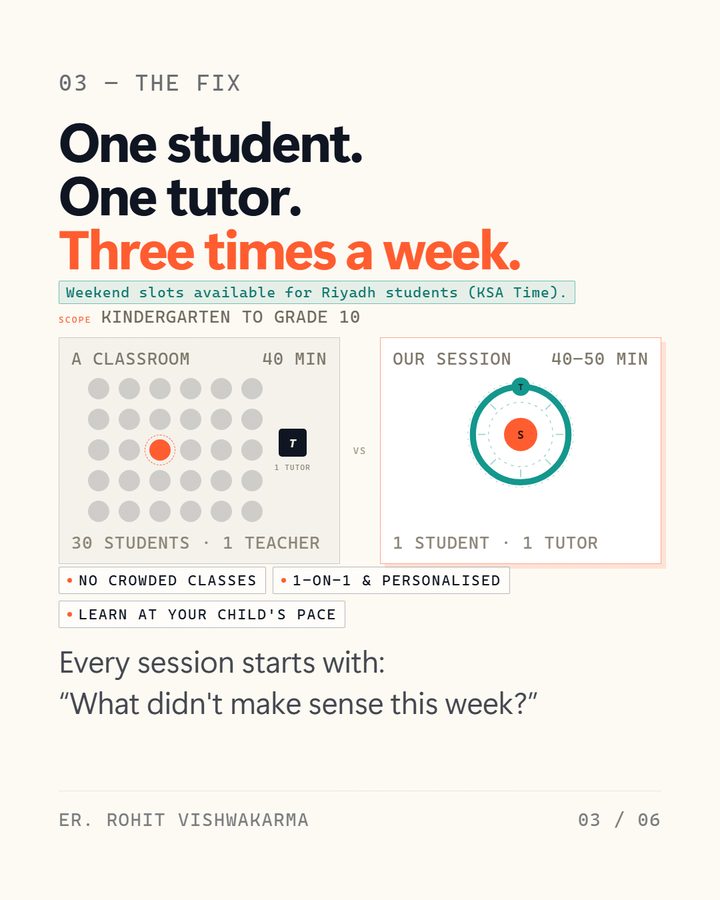 03 — THE FIX
One student.
One tutor.
Three times a week.
Weekend slots available for Riyadh students (KSA Time).
SCOPE KINDERGARTEN TO GRADE 10
A CLASSROOM 40 MIN
T
1 TUTOR
30 STUDENTS · 1 TEACHER
VS
OUR SESSION 40–50 MIN
T
S
1 STUDENT · 1 TUTOR
• NO CROWDED CLASSES • 1-ON-1 & PERSONALISED
• LEARN AT YOUR CHILD'S PACE
Every session starts with:
“What didn't make sense this week?”
ER. ROHIT VISHWAKARMA 03 / 06